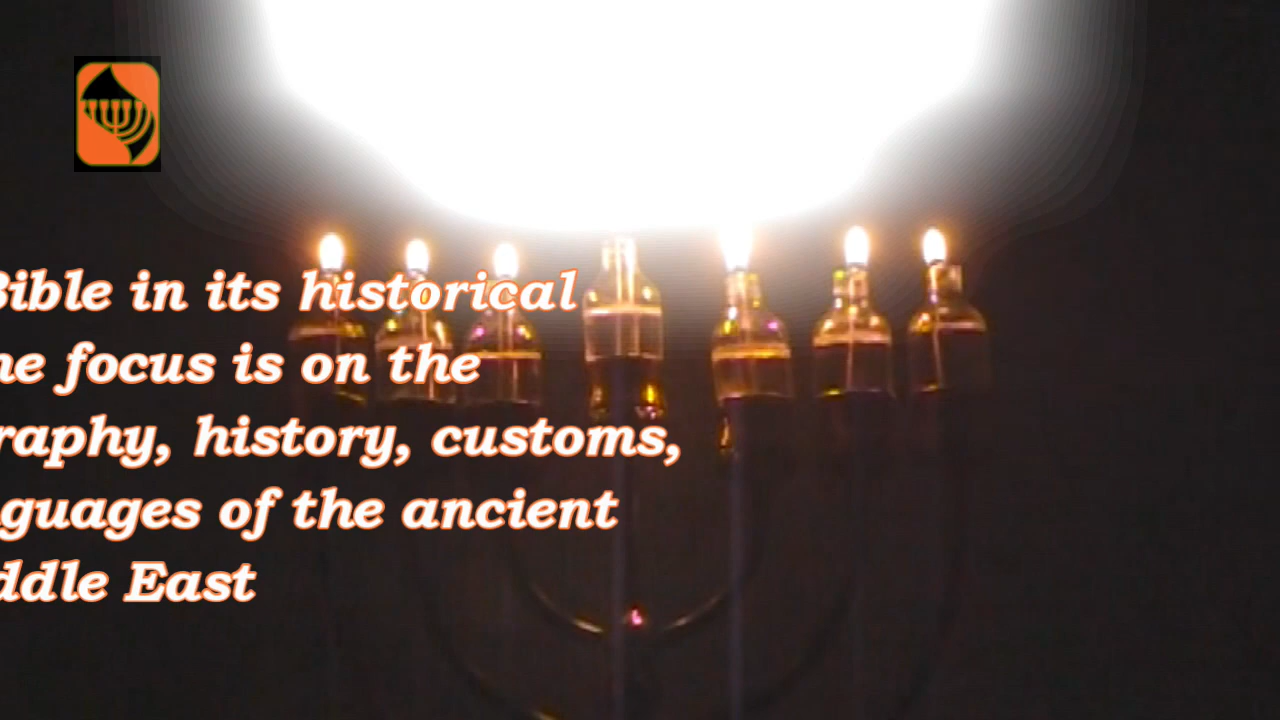 Bible in its historical
he focus is on the
raphy, history, customs,
guages of the ancient
ddle East